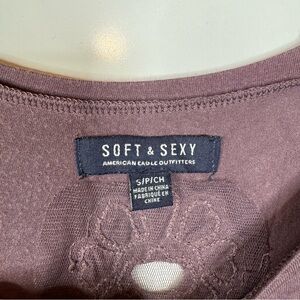 SOFT & SEXY
AMERICAN EAGLE OUTFITTERS
S/P/CH
MADE IN CHINA
FABRIQUÉ EN
CHINE